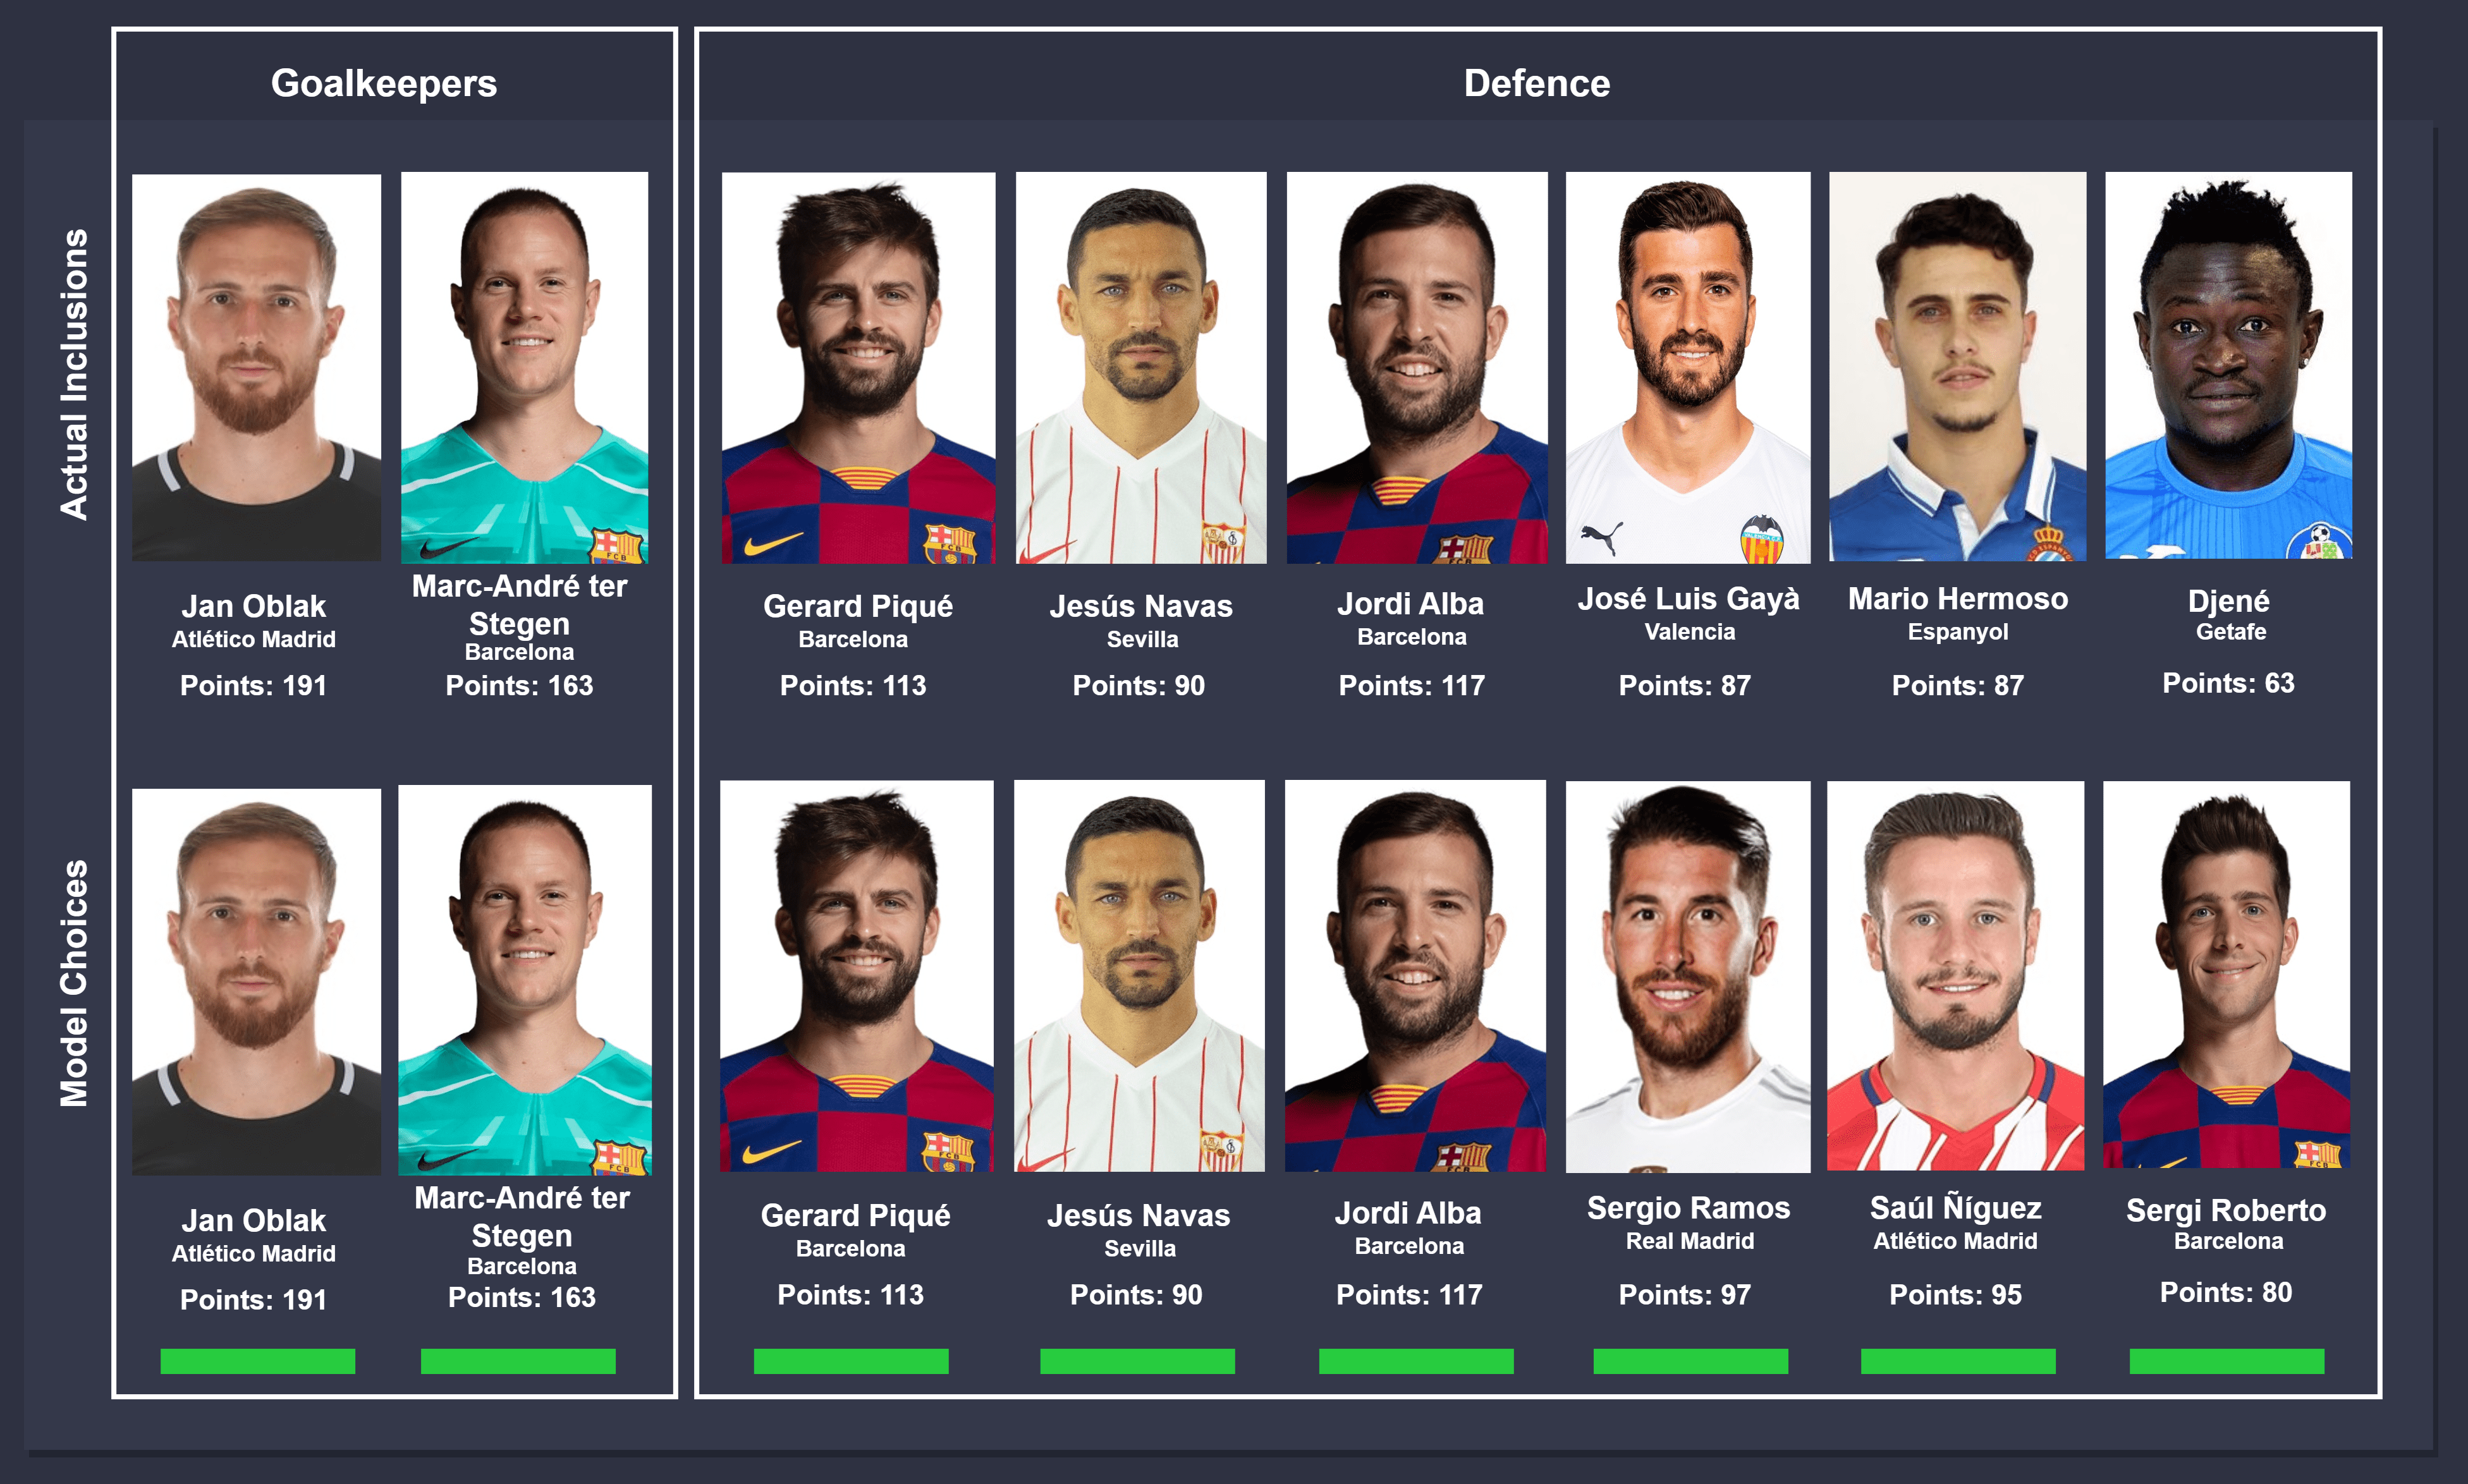 Goalkeepers
Defence
Actual Inclusions
Jan Oblak
Atlético Madrid
Points: 191
Marc-André ter
Stegen
Barcelona
Points: 163
Gerard Piqué
Barcelona
Points: 113
Jesús Navas
Sevilla
Points: 90
Jordi Alba
Barcelona
Points: 117
José Luis Gayà
Valencia
Points: 87
Mario Hermoso
Espanyol
Points: 87
Djené
Getafe
Points: 63
Model Choices
Jan Oblak
Atlético Madrid
Points: 191
Marc-André ter
Stegen
Barcelona
Points: 163
Gerard Piqué
Barcelona
Points: 113
Jesús Navas
Sevilla
Points: 90
Jordi Alba
Barcelona
Points: 117
Sergio Ramos
Real Madrid
Points: 97
Saúl Ñíguez
Atlético Madrid
Points: 95
Sergi Roberto
Barcelona
Points: 80